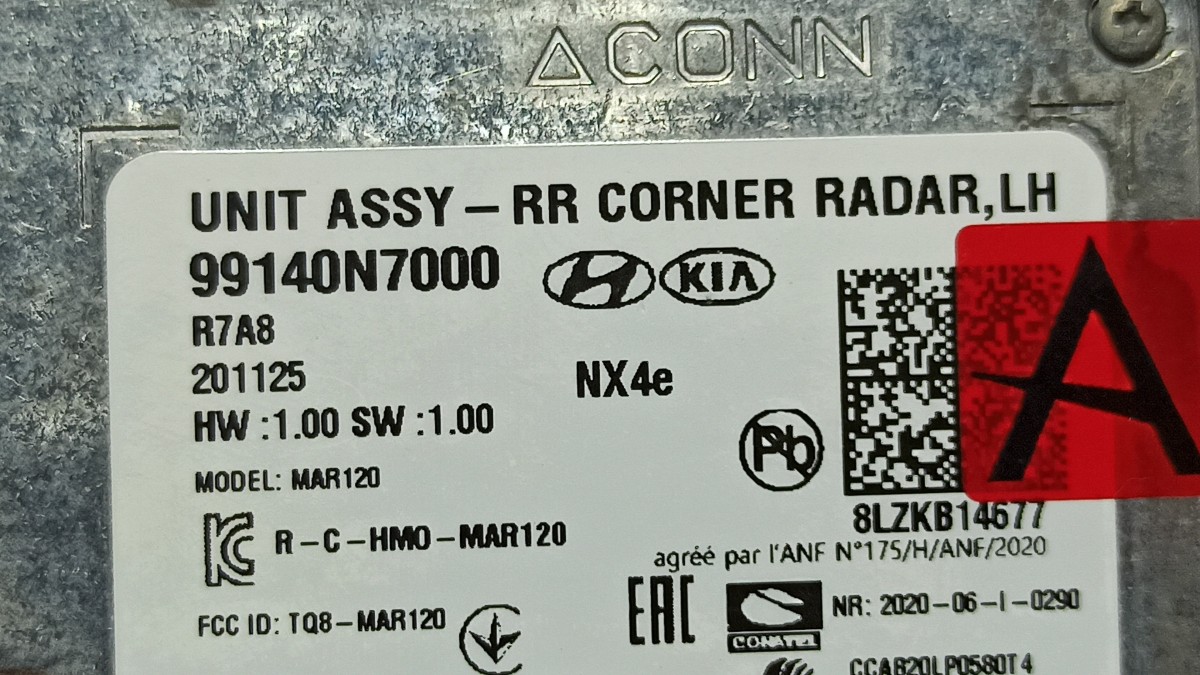 △CONN
UNIT ASSY-RR CORNER RADAR,LH
99140N7000
KIA
R7A8
201125
NX4e
HW :1.00 SW :1.00
Pb
A
MODEL: MAR120
8LZKB14677
R-C-HMO-MAR120
agréé par l'ANF N°175/H/ANF/2020
EAC
CONATEL
NR: 2020-06-I-0290
FCC ID: TQ8-MAR120
CCAB20LP0580T4